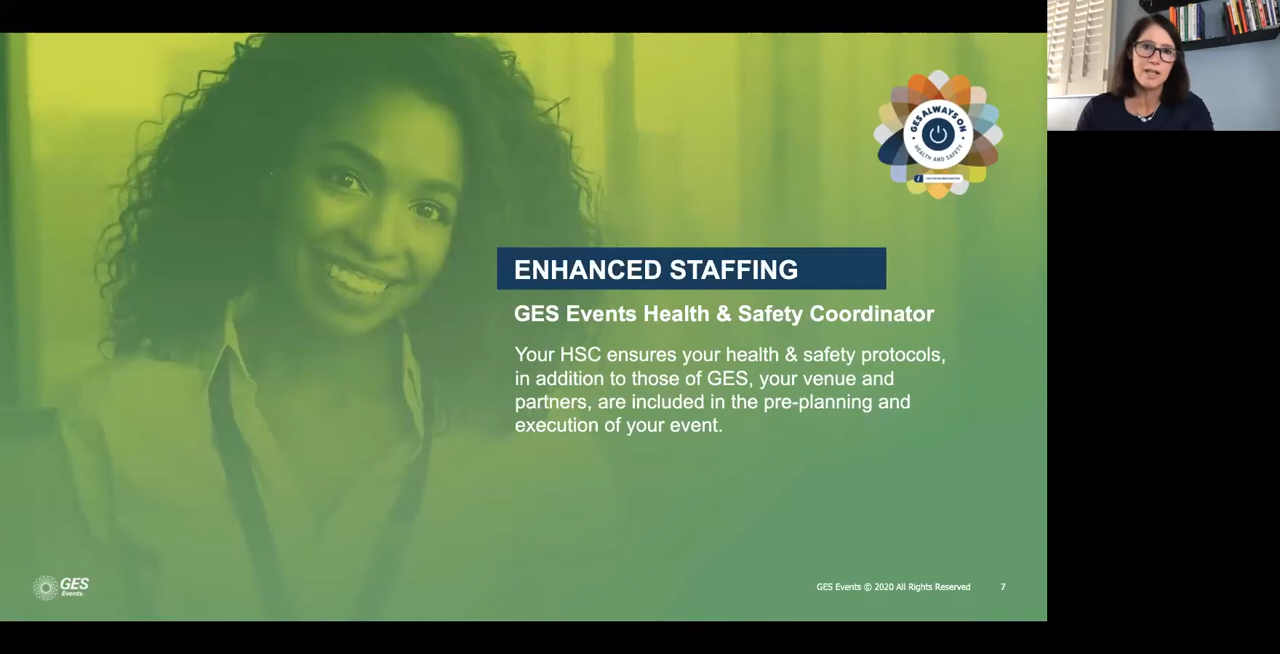 GES ALWAYS ON
HEALTH AND SAFETY
ENHANCED STAFFING
GES Events Health & Safety Coordinator
Your HSC ensures your health & safety protocols,
in addition to those of GES, your venue and
partners, are included in the pre-planning and
execution of your event.
GES
Events
GES Events © 2020 All Rights Reserved
7